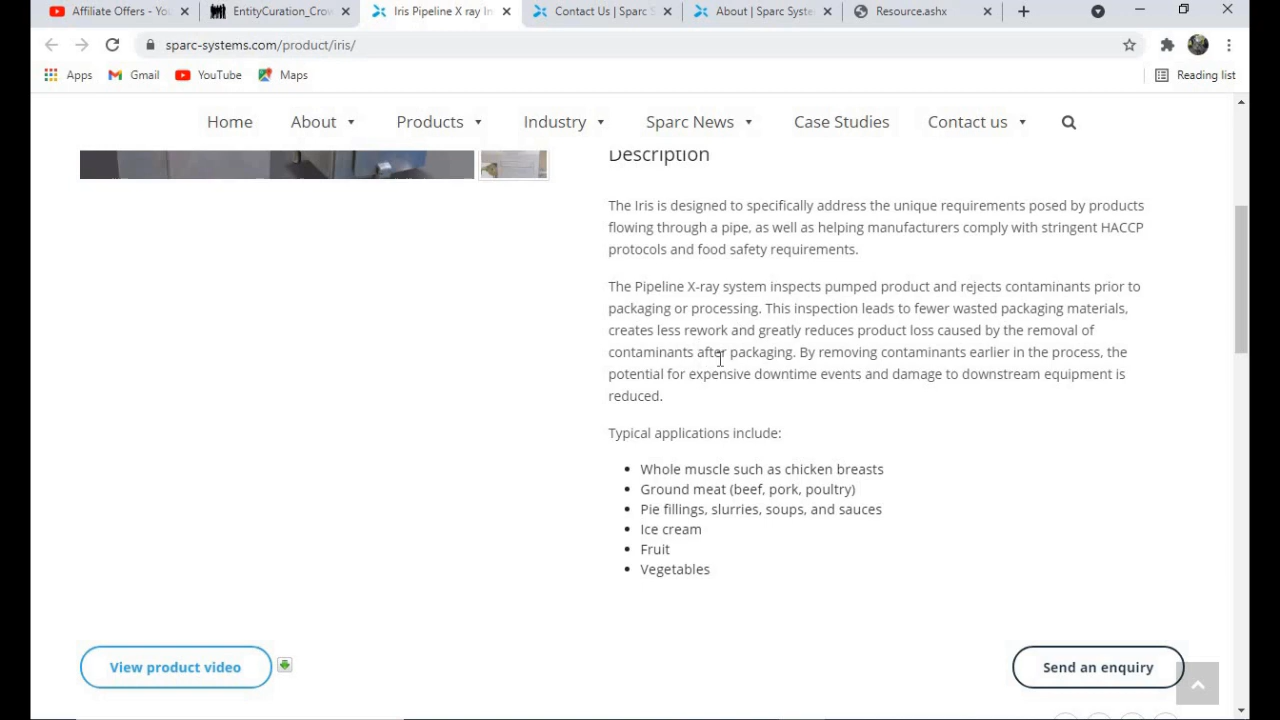 Affiliate Offers - You
EntityCuration_Crow
Iris Pipeline X ray In
Contact Us | Sparc S
About | Sparc Syste
Resource.ashx
sparc-systems.com/product/iris/
Apps
Gmail
YouTube
Maps
Reading list
Home
About
Products
Industry
Sparc News
Case Studies
Contact us
Description
The Iris is designed to specifically address the unique requirements posed by products
flowing through a pipe, as well as helping manufacturers comply with stringent HACCP
protocols and food safety requirements.
The Pipeline X-ray system inspects pumped product and rejects contaminants prior to
packaging or processing. This inspection leads to fewer wasted packaging materials,
creates less rework and greatly reduces product loss caused by the removal of
contaminants after packaging. By removing contaminants earlier in the process, the
potential for expensive downtime events and damage to downstream equipment is
reduced.
Typical applications include:
Whole muscle such as chicken breasts
Ground meat (beef, pork, poultry)
Pie fillings, slurries, soups, and sauces
Ice cream
Fruit
Vegetables
View product video
Send an enquiry